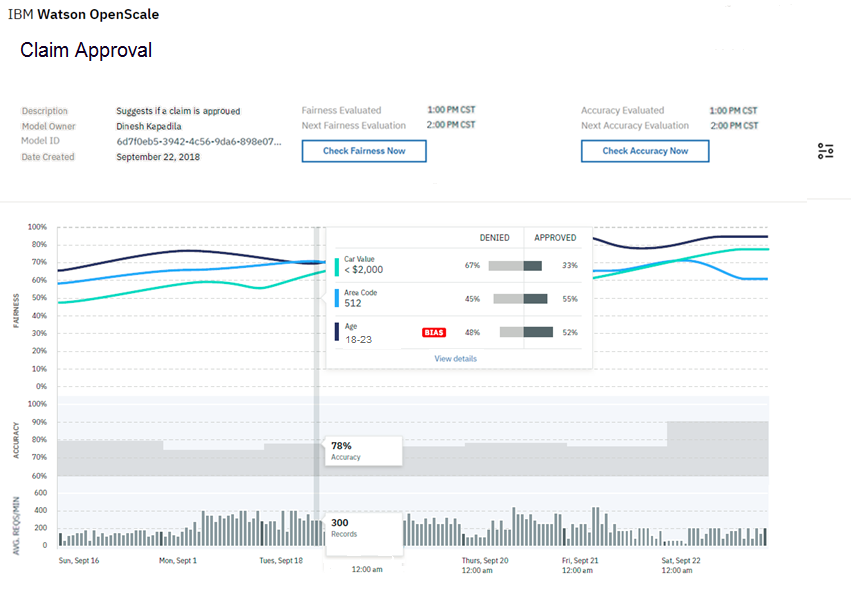 IBM Watson OpenScale
Claim Approval
Description Suggests if a claim is approued
Model Owner Dinesh Kapadila
Model ID 6d7f0eb5-3942-4c56-9da6-898e07...
Date Created September 22, 2018
Fairness Evaluated 1:00 PM CST
Next Fairness Evaluation 2:00 PM CST
Check Fairness Now
Accuracy Evaluated 1:00 PM CST
Next Accuracy Evaluation 2:00 PM CST
Check Accuracy Now
FAIRNESS
100%
90%
80%
70%
60%
50%
40%
30%
20%
10%
0%
DENIED APPROVED
Car Value
< $2,000 67% 33%
Area Code
512 45% 55%
Age
18-23 BIAS 48% 52%
View details
ACCURACY
100%
90%
80%
70%
60%
78%
Accuracy
AVG. REQS/MIN
600
400
200
0
300
Records
Sun, Sept 16
Mon, Sept 1
Tues, Sept 18
12:00 am
Thurs, Sept 20
12:00 am
Fri, Sept 21
12:00 am
Sat, Sept 22
12:00 am